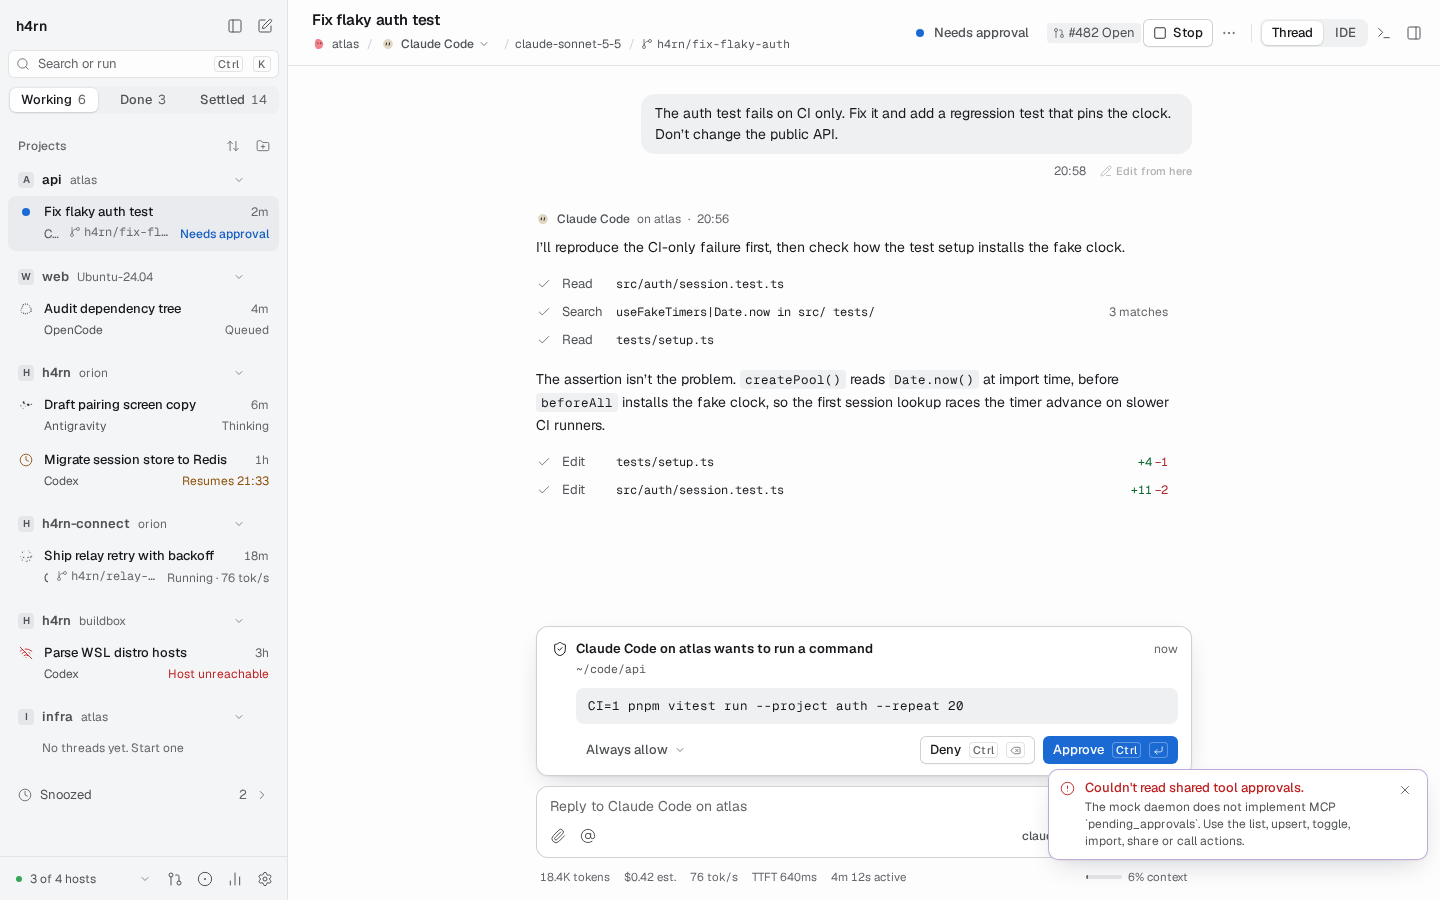 h4rn
Search or run Ctrl K
Working 6 Done 3 Settled 14
Projects
A api atlas
Fix flaky auth test 2m
C… h4rn/fix-fl… Needs approval
W web Ubuntu-24.04
Audit dependency tree 4m
OpenCode Queued
H h4rn orion
Draft pairing screen copy 6m
Antigravity Thinking
Migrate session store to Redis 1h
Codex Resumes 21:33
H h4rn-connect orion
Ship relay retry with backoff 18m
h4rn/relay-… Running · 76 tok/s
H h4rn buildbox
Parse WSL distro hosts 3h
Codex Host unreachable
I infra atlas
No threads yet. Start one
Snoozed 2
3 of 4 hosts
Fix flaky auth test
atlas / Claude Code / claude-sonnet-5-5 / h4rn/fix-flaky-auth
Needs approval #482 Open Stop ··· Thread IDE
The auth test fails on CI only. Fix it and add a regression test that pins the clock.
Don't change the public API.
20:58 Edit from here
Claude Code on atlas · 20:56
I'll reproduce the CI-only failure first, then check how the test setup installs the fake clock.
Read src/auth/session.test.ts
Search useFakeTimers|Date.now in src/ tests/ 3 matches
Read tests/setup.ts
The assertion isn't the problem. createPool() reads Date.now() at import time, before
beforeAll installs the fake clock, so the first session lookup races the timer advance on slower
CI runners.
Edit tests/setup.ts +4 −1
Edit src/auth/session.test.ts +11 −2
Claude Code on atlas wants to run a command now
~/code/api
CI=1 pnpm vitest run --project auth --repeat 20
Always allow Deny Ctrl Approve Ctrl
Reply to Claude Code on atlas
@
18.4K tokens $0.42 est. 76 tok/s TTFT 640ms 4m 12s active 6% context
Couldn't read shared tool approvals.
The mock daemon does not implement MCP
`pending_approvals`. Use the list, upsert, toggle,
import, share or call actions.